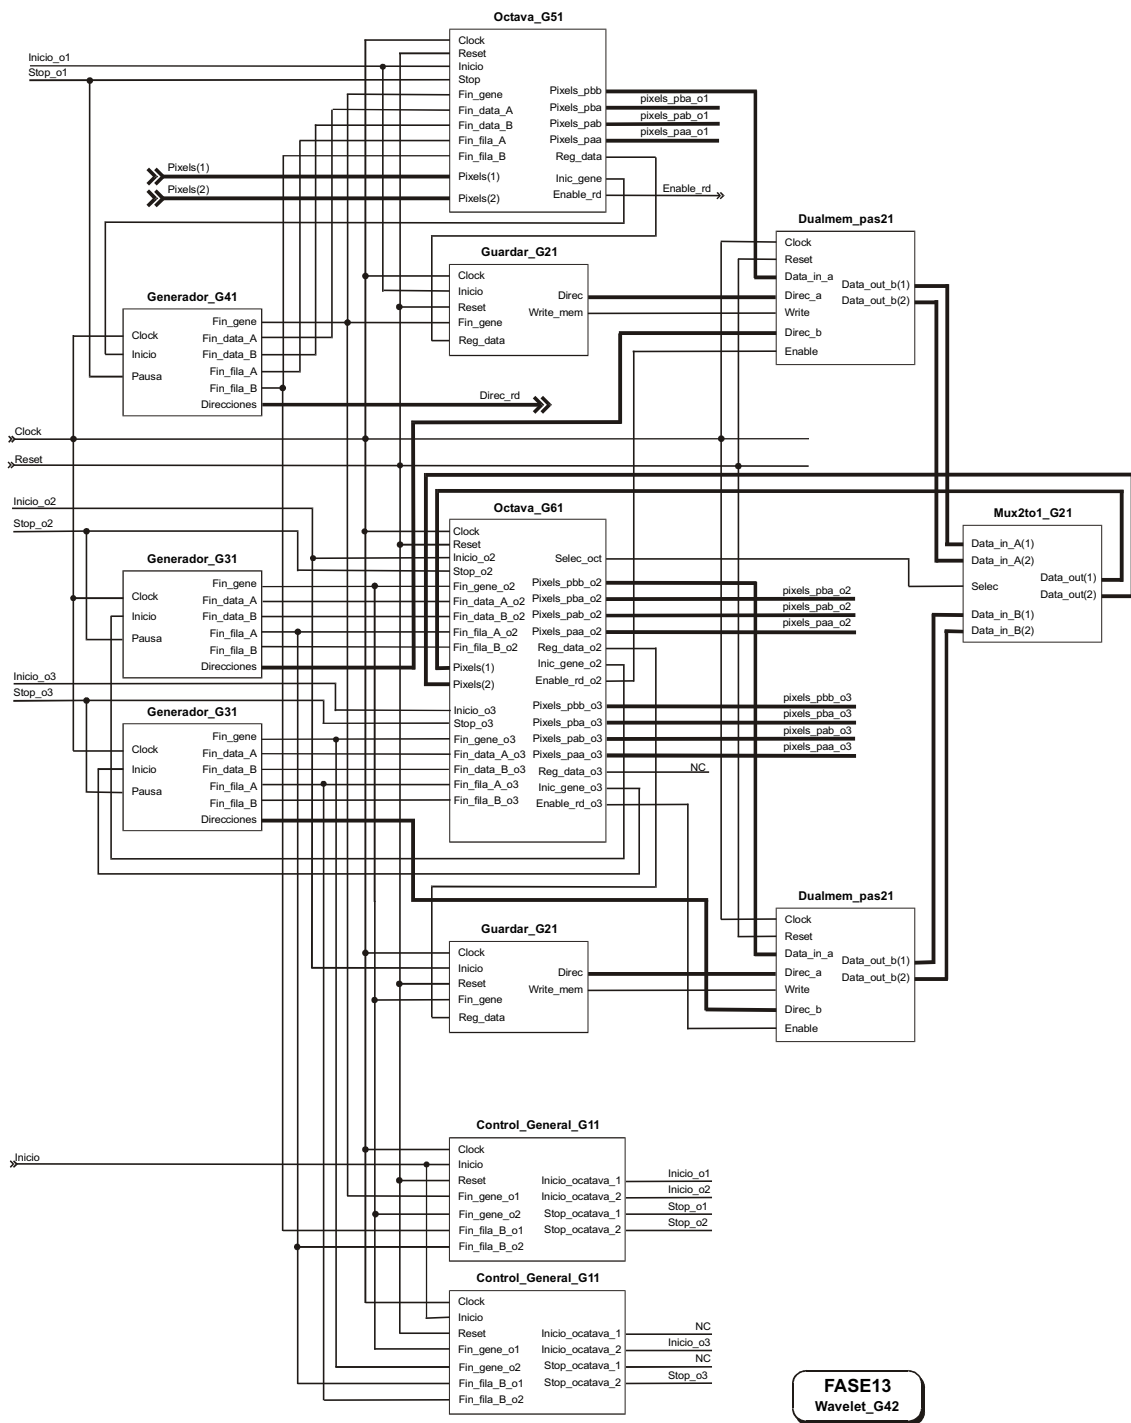 Octava_G51
Clock
Reset
Inicio
Stop
Fin_gene
Fin_data_A
Fin_data_B
Fin_fila_A
Fin_fila_B
Pixels(1)
Pixels(2)
Pixels_pbb
Pixels_pba
Pixels_pab
Pixels_paa
Reg_data
Inic_gene
Enable_rd
Inicio_o1
Stop_o1
Pixels(1)
Pixels(2)
pixels_pba_o1
pixels_pab_o1
pixels_paa_o1
Enable_rd
Dualmem_pas21
Clock
Reset
Data_in_a
Direc_a
Write
Direc_b
Enable
Data_out_b(1)
Data_out_b(2)
Guardar_G21
Clock
Inicio
Reset
Fin_gene
Reg_data
Direc
Write_mem
Generador_G41
Clock
Inicio
Pausa
Fin_gene
Fin_data_A
Fin_data_B
Fin_fila_A
Fin_fila_B
Direcciones
Direc_rd
Clock
Reset
Inicio_o2
Stop_o2
Octava_G61
Clock
Reset
Inicio_o2
Stop_o2
Fin_gene_o2
Fin_data_A_o2
Fin_data_B_o2
Fin_fila_A_o2
Fin_fila_B_o2
Pixels(1)
Pixels(2)
Inicio_o3
Stop_o3
Fin_gene_o3
Fin_data_A_o3
Fin_data_B_o3
Fin_fila_A_o3
Fin_fila_B_o3
Selec_oct
Pixels_pbb_o2
Pixels_pba_o2
Pixels_pab_o2
Pixels_paa_o2
Reg_data_o2
Inic_gene_o2
Enable_rd_o2
Pixels_pbb_o3
Pixels_pba_o3
Pixels_pab_o3
Pixels_paa_o3
Reg_data_o3
Inic_gene_o3
Enable_rd_o3
pixels_pba_o2
pixels_pab_o2
pixels_paa_o2
pixels_pbb_o3
pixels_pba_o3
pixels_pab_o3
pixels_paa_o3
NC
Mux2to1_G21
Data_in_A(1)
Data_in_A(2)
Selec
Data_in_B(1)
Data_in_B(2)
Data_out(1)
Data_out(2)
Generador_G31
Clock
Inicio
Pausa
Fin_gene
Fin_data_A
Fin_data_B
Fin_fila_A
Fin_fila_B
Direcciones
Inicio_o3
Stop_o3
Generador_G31
Clock
Inicio
Pausa
Fin_gene
Fin_data_A
Fin_data_B
Fin_fila_A
Fin_fila_B
Direcciones
Dualmem_pas21
Clock
Reset
Data_in_a
Direc_a
Write
Direc_b
Enable
Data_out_b(1)
Data_out_b(2)
Guardar_G21
Clock
Inicio
Reset
Fin_gene
Reg_data
Direc
Write_mem
Inicio
Control_General_G11
Clock
Inicio
Reset
Fin_gene_o1
Fin_gene_o2
Fin_fila_B_o1
Fin_fila_B_o2
Inicio_ocatava_1
Inicio_ocatava_2
Stop_ocatava_1
Stop_ocatava_2
Inicio_o1
Inicio_o2
Stop_o1
Stop_o2
Control_General_G11
Clock
Inicio
Reset
Fin_gene_o1
Fin_gene_o2
Fin_fila_B_o1
Fin_fila_B_o2
Inicio_ocatava_1
Inicio_ocatava_2
Stop_ocatava_1
Stop_ocatava_2
NC
Inicio_o3
NC
Stop_o3
FASE13
Wavelet_G42